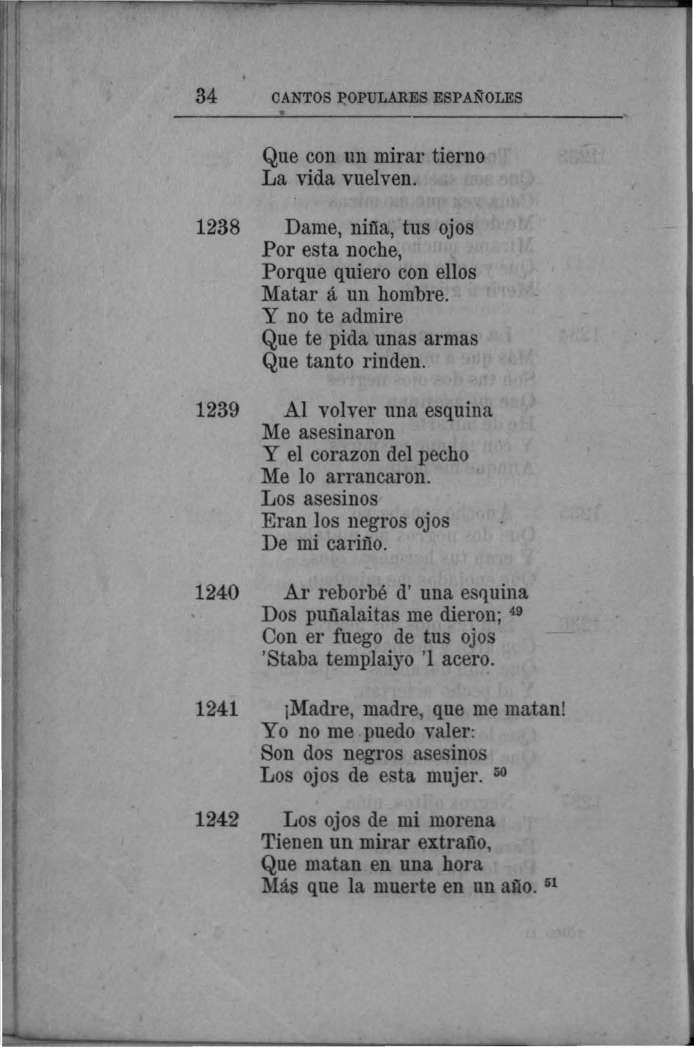 34 CANTOS POPULARES ESPAÑOLES
Que con un mirar tierno
La vida vuelven.
1238 Dame, niña, tus ojos
Por esta noche,
Porque quiero con ellos
Matar á un hombre.
Y no te admire
Que te pida unas armas
Que tanto rinden.
1239 Al volver una esquina
Me asesinaron
Y el corazon del pecho
Me lo arrancaron.
Los asesinos
Eran los negros ojos
De mi cariño.
1240 Ar reborbé d' una esquina
Dos puñalaitas me dieron; 49
Con er fuego de tus ojos
'Staba templaiyo 'l acero.
1241 ¡Madre, madre, que me matan!
Yo no me puedo valer:
Son dos negros asesinos
Los ojos de esta mujer. 50
1242 Los ojos de mi morena
Tienen un mirar extraño,
Que matan en una hora
Más que la muerte en un año. 51